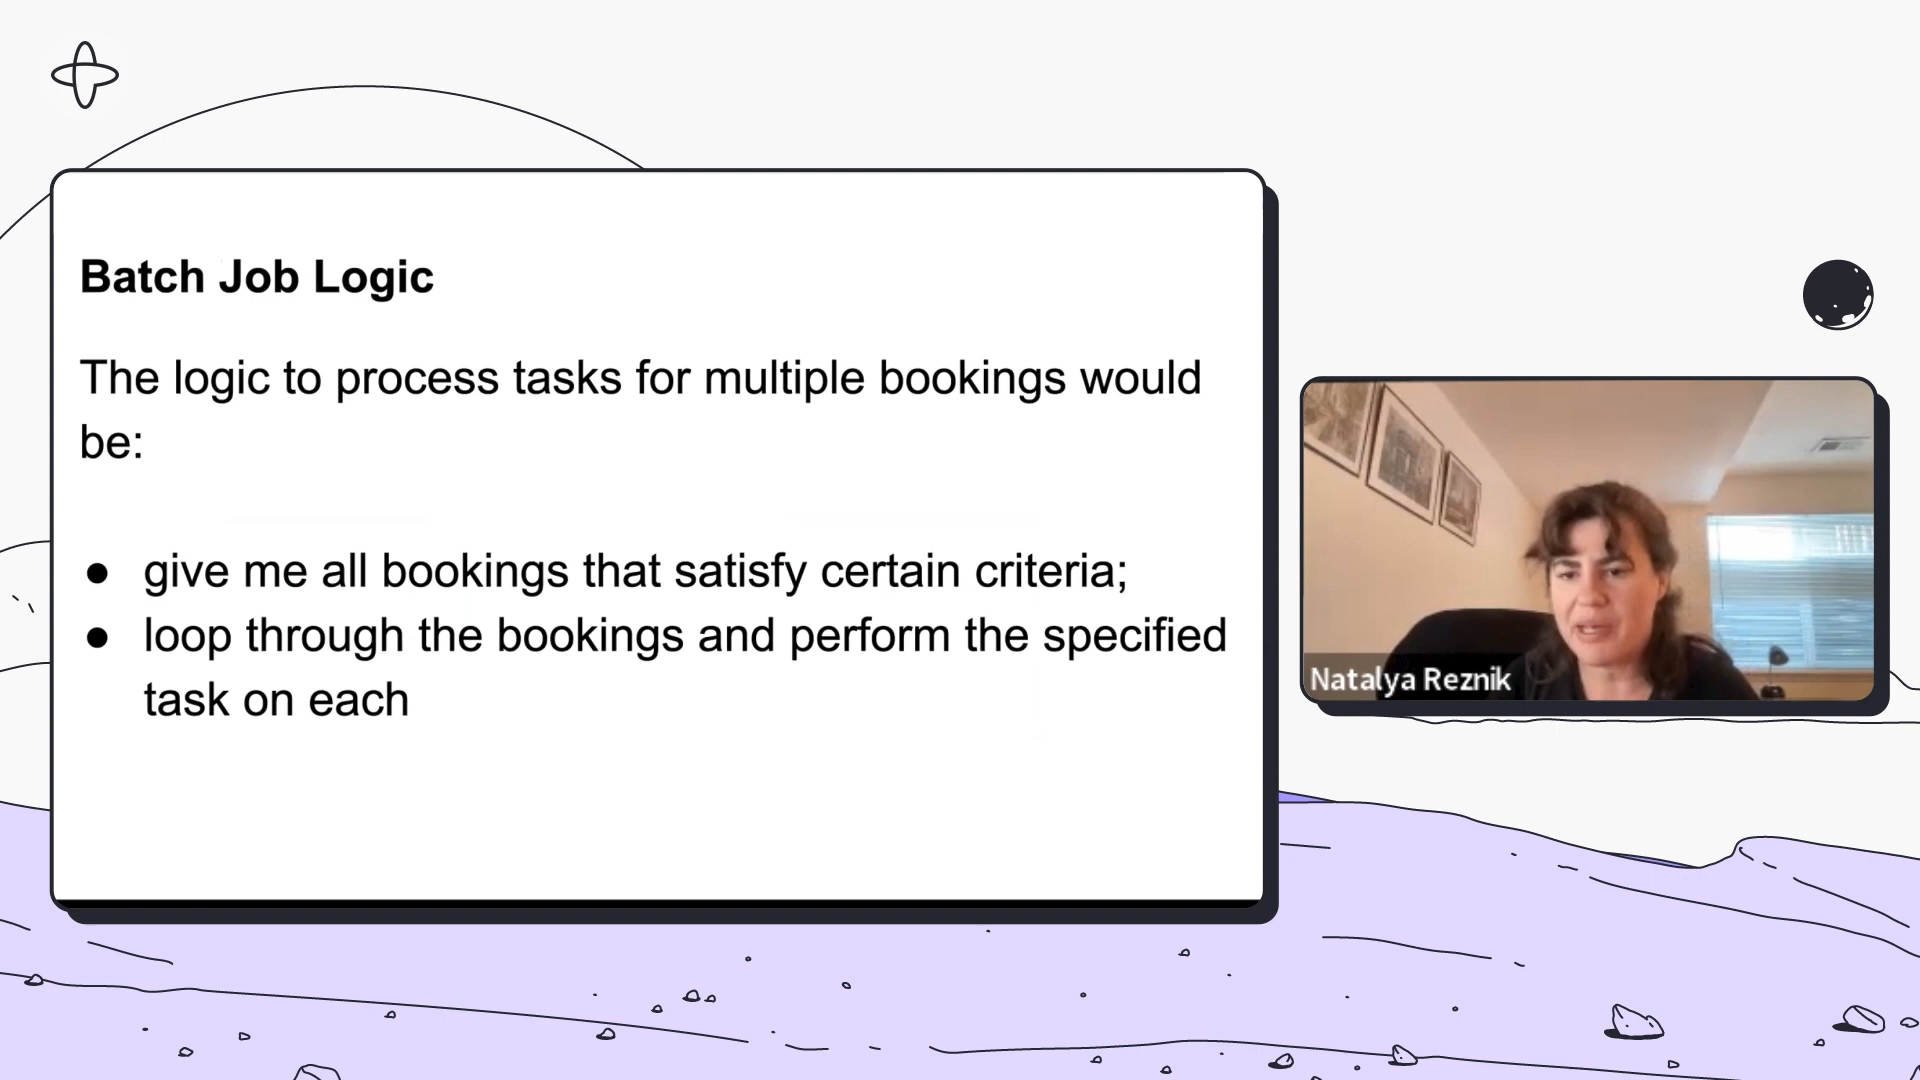 Batch Job Logic
The logic to process tasks for multiple bookings would
be:
● give me all bookings that satisfy certain criteria;
● loop through the bookings and perform the specified
task on each
Natalya Reznik